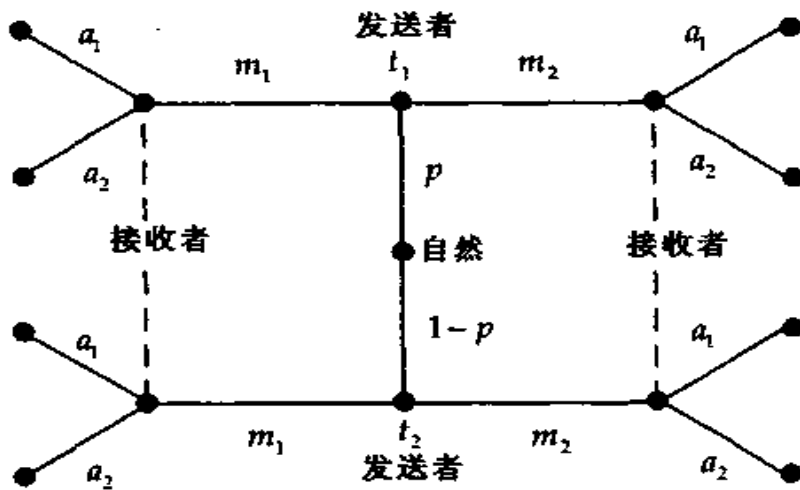 发送者
a₁ m₁ t₁ m₂ a₁
a₂ p a₂
接收者 自然 接收者
a₁ 1-p a₁
m₁ t₂ m₂
a₂ 发送者 a₂